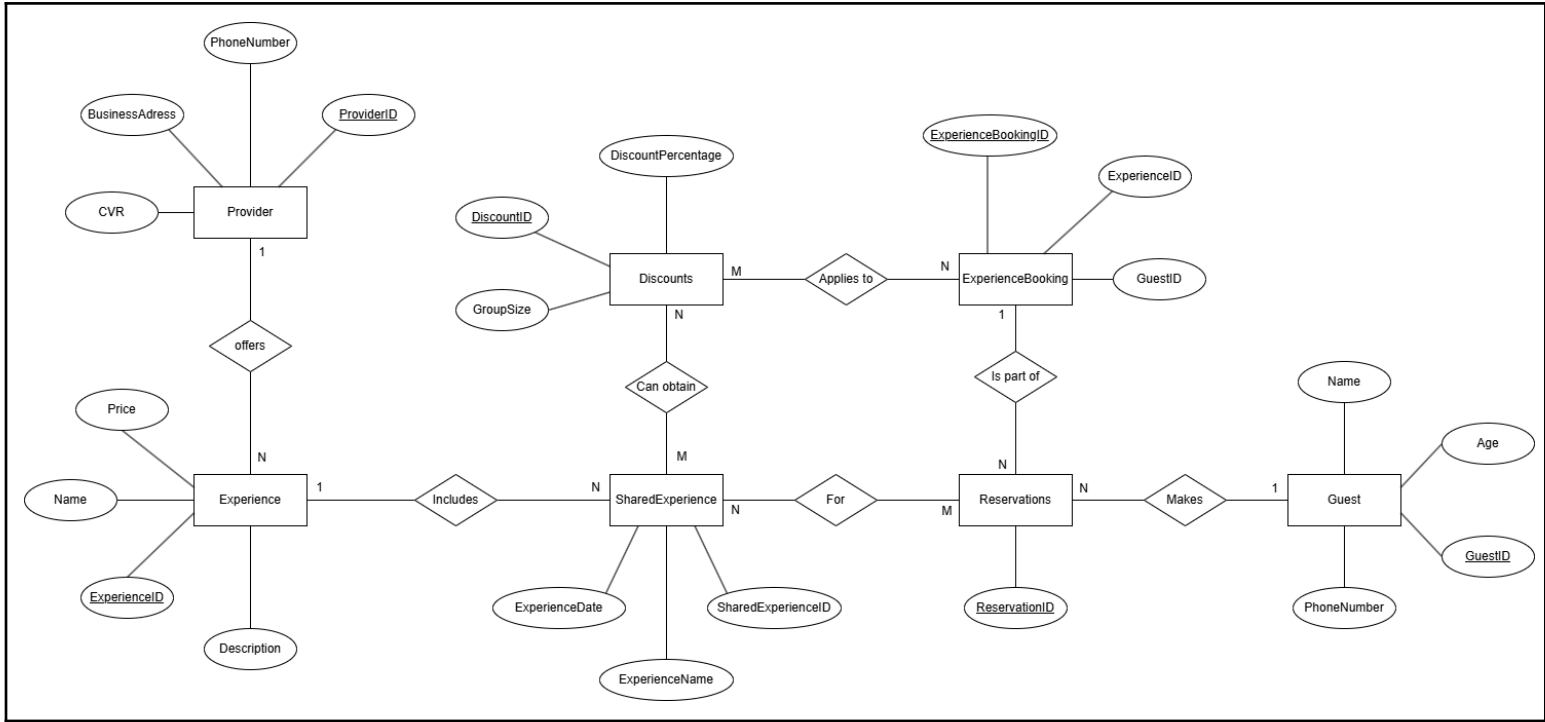 PhoneNumber
BusinessAdress
ProviderID
CVR
Provider
1
offers
N
Price
Name
Experience
ExperienceID
Description
1
Includes
N
DiscountPercentage
DiscountID
GroupSize
Discounts
M
Applies to
N
N
Can obtain
M
SharedExperience
ExperienceDate
SharedExperienceID
ExperienceName
N
For
M
ExperienceBookingID
ExperienceID
ExperienceBooking
GuestID
1
Is part of
N
Reservations
ReservationID
N
Makes
1
Name
Age
Guest
GuestID
PhoneNumber